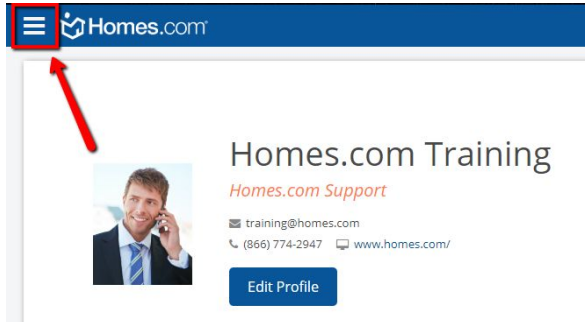 Homes.com
Homes.com Training
Homes.com Support
training@homes.com
(866) 774-2947 www.homes.com/
Edit Profile